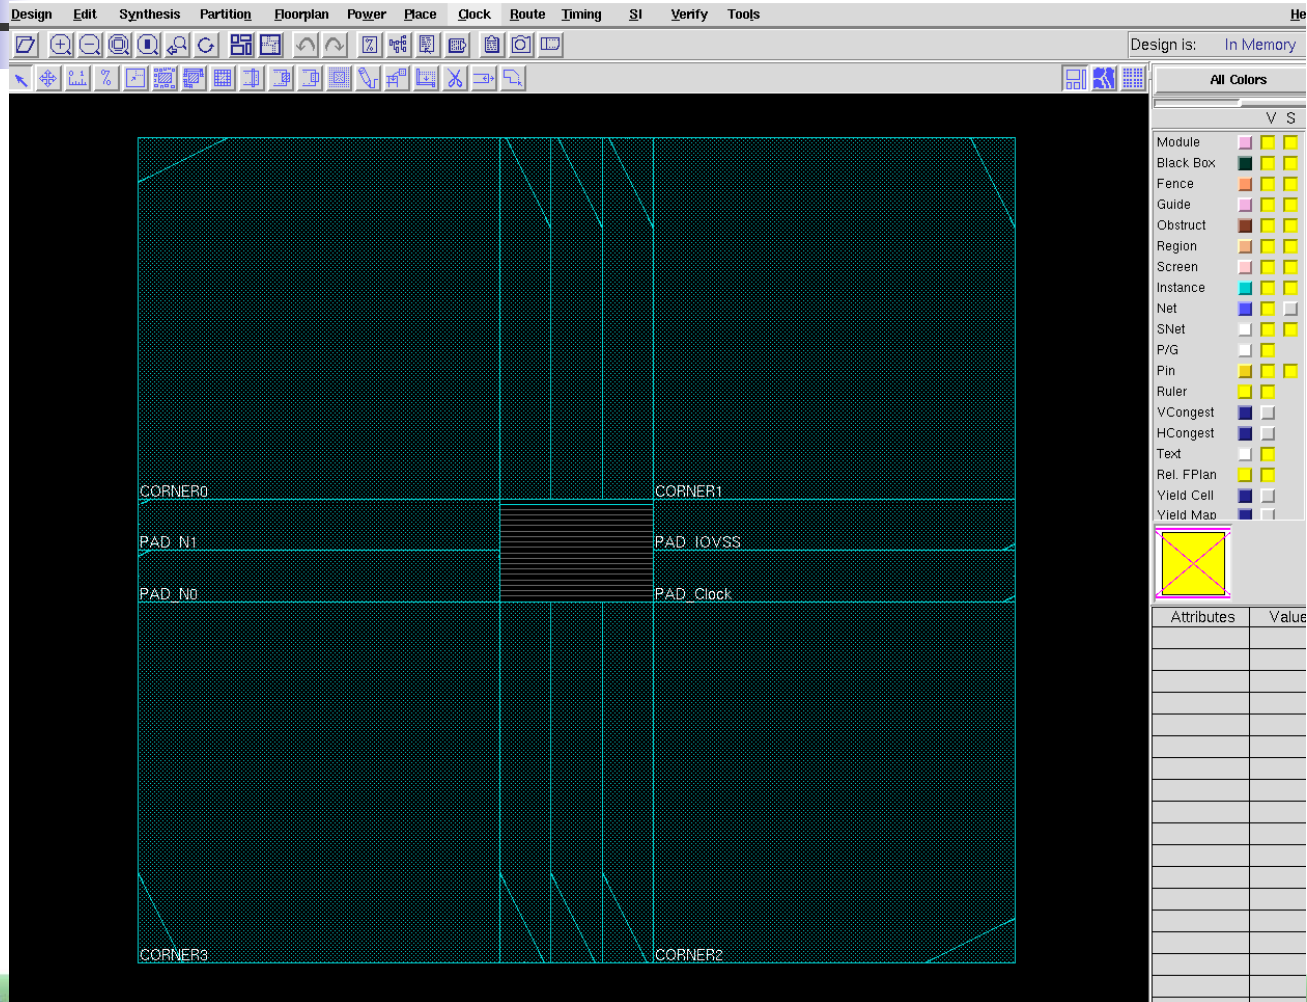 Design Edit Synthesis Partition Floorplan Power Place Clock Route Timing SI Verify Tools He
Design is: In Memory
All Colors
V S
Module
Black Box
Fence
Guide
Obstruct
Region
Screen
Instance
Net
SNet
P/G
Pin
Ruler
VCongest
HCongest
Text
Rel. FPlan
Yield Cell
Yield Map
Attributes Value
CORNER0 CORNER1
PAD_N1 PAD_IOVSS
PAD_N0 PAD_Clock
CORNER3 CORNER2